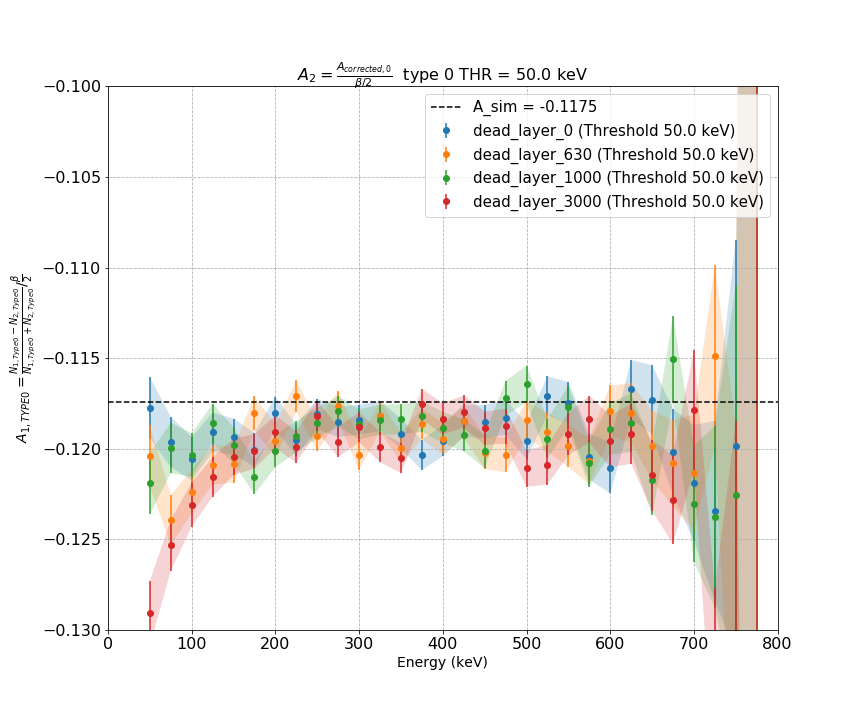 A₂ = A_corrected,0 / β/2 type 0 THR = 50.0 keV
A_sim = -0.1175
dead_layer_0 (Threshold 50.0 keV)
dead_layer_630 (Threshold 50.0 keV)
dead_layer_1000 (Threshold 50.0 keV)
dead_layer_3000 (Threshold 50.0 keV)
−0.100
−0.105
−0.110
−0.115
−0.120
−0.125
−0.130
A_1,TYPE0 = N_1,Type0 − N_2,Type0 / N_1,Type0 + N_2,Type0 / β/2
0 100 200 300 400 500 600 700 800
Energy (keV)